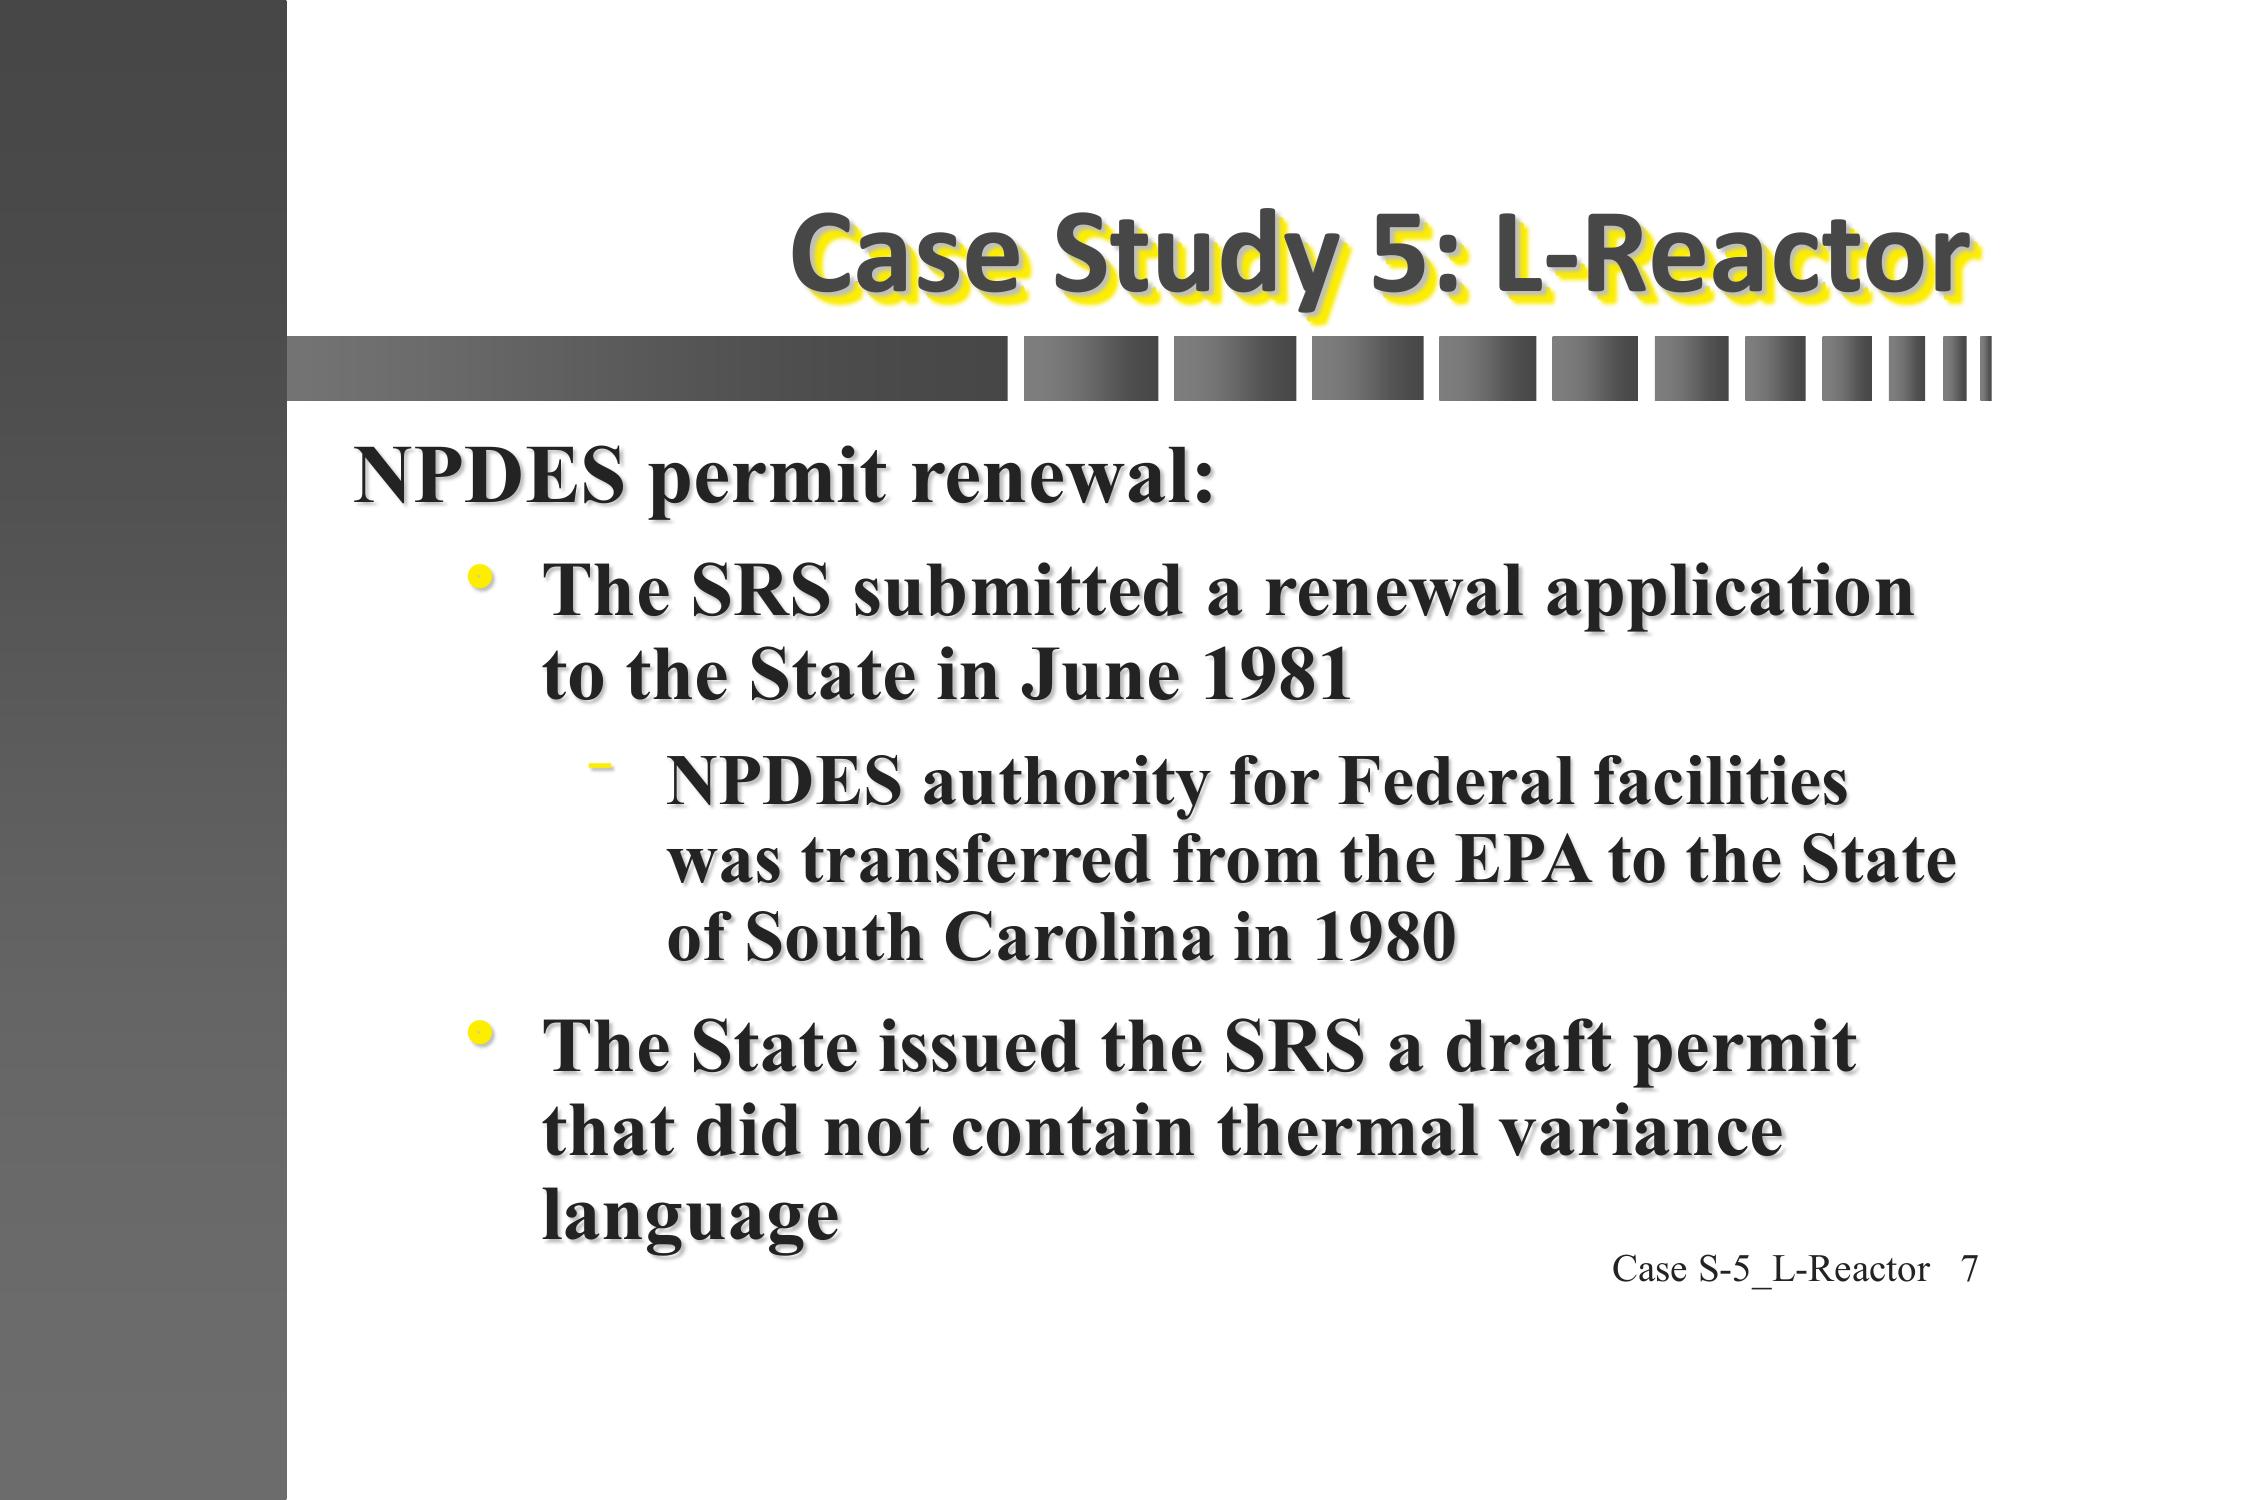 Case Study 5: L-Reactor
NPDES permit renewal:
• The SRS submitted a renewal application
to the State in June 1981
- NPDES authority for Federal facilities
was transferred from the EPA to the State
of South Carolina in 1980
• The State issued the SRS a draft permit
that did not contain thermal variance
language
Case S-5_L-Reactor 7